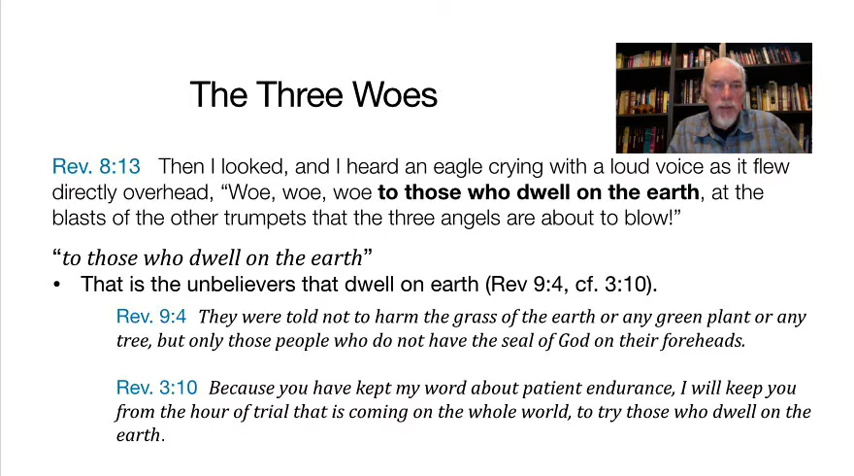 The Three Woes
Rev. 8:13 Then I looked, and I heard an eagle crying with a loud voice as it flew
directly overhead, “Woe, woe, woe to those who dwell on the earth, at the
blasts of the other trumpets that the three angels are about to blow!”
“to those who dwell on the earth”
• That is the unbelievers that dwell on earth (Rev 9:4, cf. 3:10).
Rev. 9:4 They were told not to harm the grass of the earth or any green plant or any
tree, but only those people who do not have the seal of God on their foreheads.
Rev. 3:10 Because you have kept my word about patient endurance, I will keep you
from the hour of trial that is coming on the whole world, to try those who dwell on the
earth.